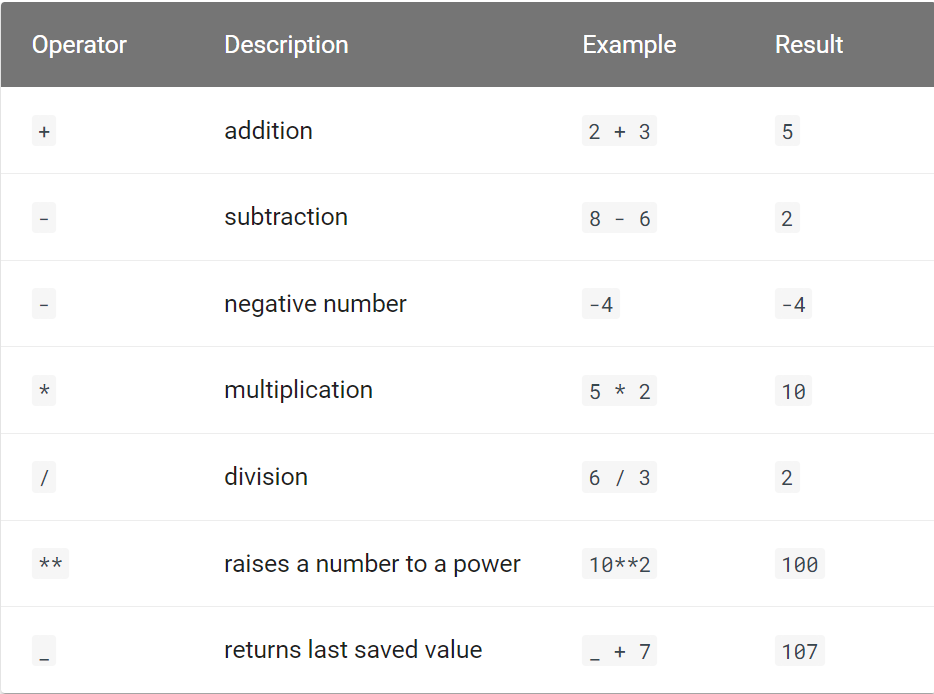 Operator Description Example Result
+ addition 2 + 3 5
- subtraction 8 - 6 2
- negative number -4 -4
* multiplication 5 * 2 10
/ division 6 / 3 2
** raises a number to a power 10**2 100
_ returns last saved value _ + 7 107